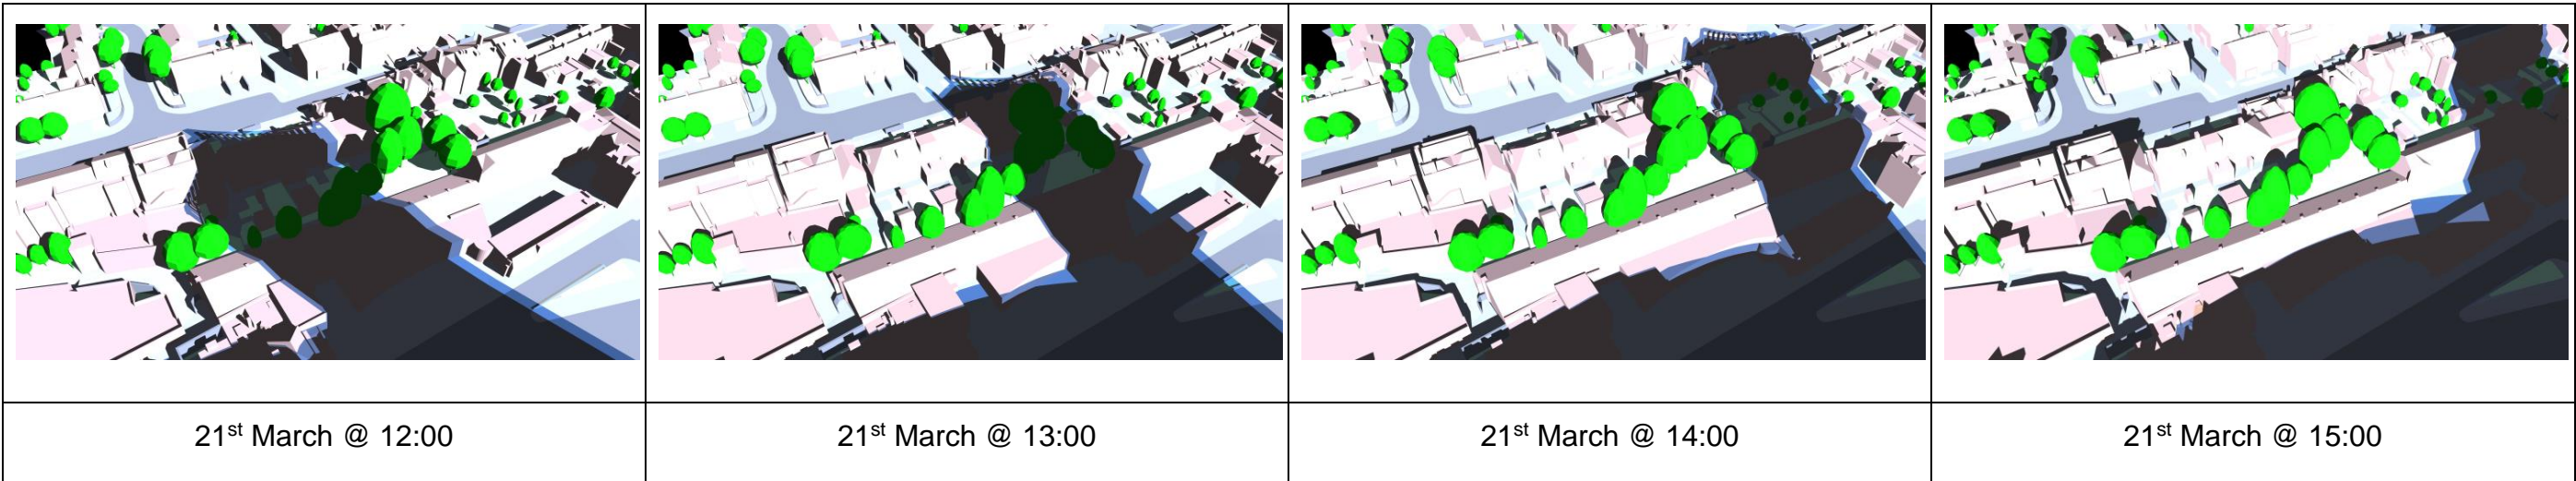 21st March @ 12:00
21st March @ 13:00
21st March @ 14:00
21st March @ 15:00